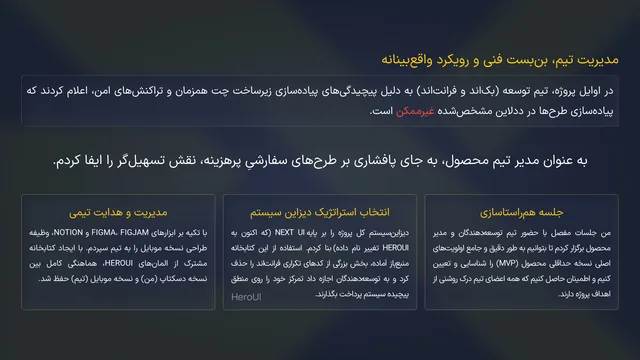 مدیریت تیم، بن‌بست فنی و رویکرد واقع‌بینانه
در اوایل پروژه، تیم توسعه (بک‌اند و فرانت‌اند) به دلیل پیچیدگی‌های پیاده‌سازی زیرساخت چت همزمان و تراکنش‌های امن، اعلام کردند که
پیاده‌سازی طرح‌ها در ددلاین مشخص‌شده غیرممکن است.
به عنوان مدیر تیم محصول، به جای پافشاری بر طرح‌های سفارشیِ پرهزینه، نقش تسهیل‌گر را ایفا کردم.
جلسه هم‌راستاسازی
من جلسات مفصل با حضور تیم توسعه‌دهندگان و مدیر
محصول برگزار کردم تا بتوانیم به طور دقیق و جامع اولویت‌های
اصلی نسخه حداقلی محصول (MVP) را شناسایی و تعیین
کنیم و اطمینان حاصل کنیم که همه اعضای تیم درک روشنی از
اهداف پروژه دارند.
انتخاب استراتژیک دیزاین سیستم
دیزاین‌سیستم کل پروژه را بر پایه NEXT UI (که اکنون به
HEROUI تغییر نام داده) بنا کردم. استفاده از این کتابخانه
منبع‌باز آماده، بخش بزرگی از کدهای تکراری فرانت‌اند را حذف
کرد و به توسعه‌دهندگان اجازه داد تمرکز خود را روی منطق
پیچیده سیستم پرداخت بگذارند.
HeroUI
مدیریت و هدایت تیمی
با تکیه بر ابزارهای FIGMA، FIGJAM و NOTION، وظیفه
طراحی نسخه موبایل را به تیم سپردم. با ایجاد کتابخانه
مشترک از المان‌های HEROUI، هماهنگی کامل بین
نسخه دسکتاپ (من) و نسخه موبایل (تیم) حفظ شد.